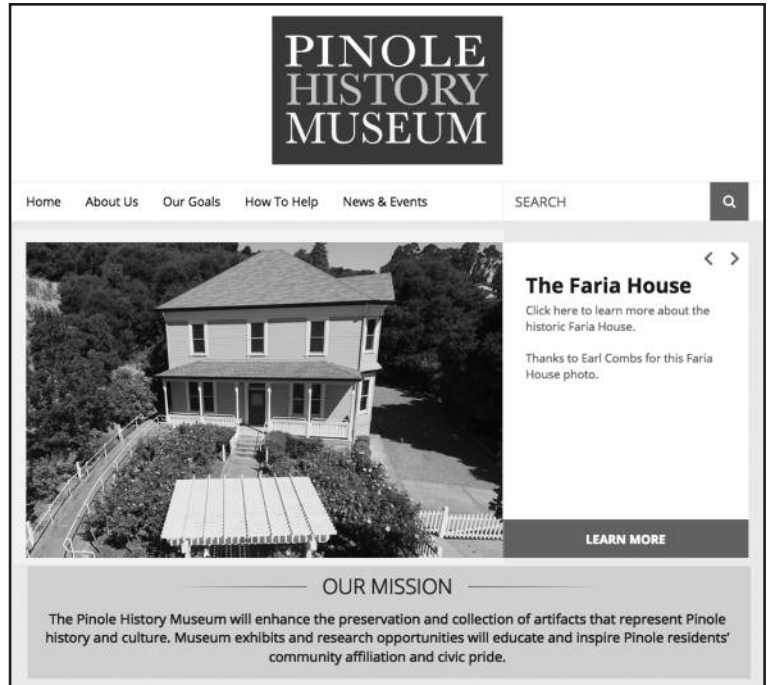 PINOLE
HISTORY
MUSEUM
Home About Us Our Goals How To Help News & Events SEARCH
The Faria House
Click here to learn more about the
historic Faria House.
Thanks to Earl Combs for this Faria
House photo.
LEARN MORE
OUR MISSION
The Pinole History Museum will enhance the preservation and collection of artifacts that represent Pinole
history and culture. Museum exhibits and research opportunities will educate and inspire Pinole residents’
community affiliation and civic pride.